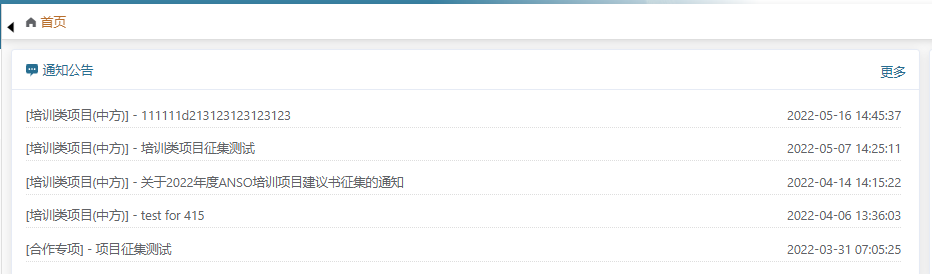 首页
通知公告 更多
[培训类项目(中方)] - 111111d213123123123123 2022-05-16 14:45:37
[培训类项目(中方)] - 培训类项目征集测试 2022-05-07 14:25:11
[培训类项目(中方)] - 关于2022年度ANSO培训项目建议书征集的通知 2022-04-14 14:15:22
[培训类项目(中方)] - test for 415 2022-04-06 13:36:03
[合作专项] - 项目征集测试 2022-03-31 07:05:25